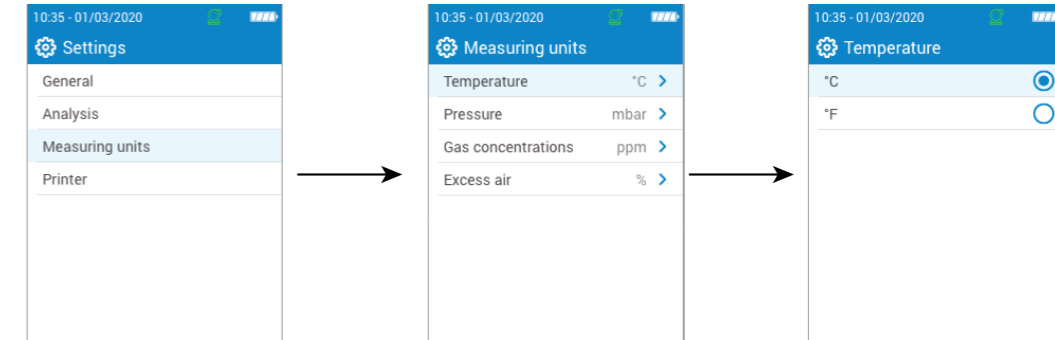 10:35 - 01/03/2020
Settings
General
Analysis
Measuring units
Printer
10:35 - 01/03/2020
Measuring units
Temperature °C
Pressure mbar
Gas concentrations ppm
Excess air %
10:35 - 01/03/2020
Temperature
°C
°F